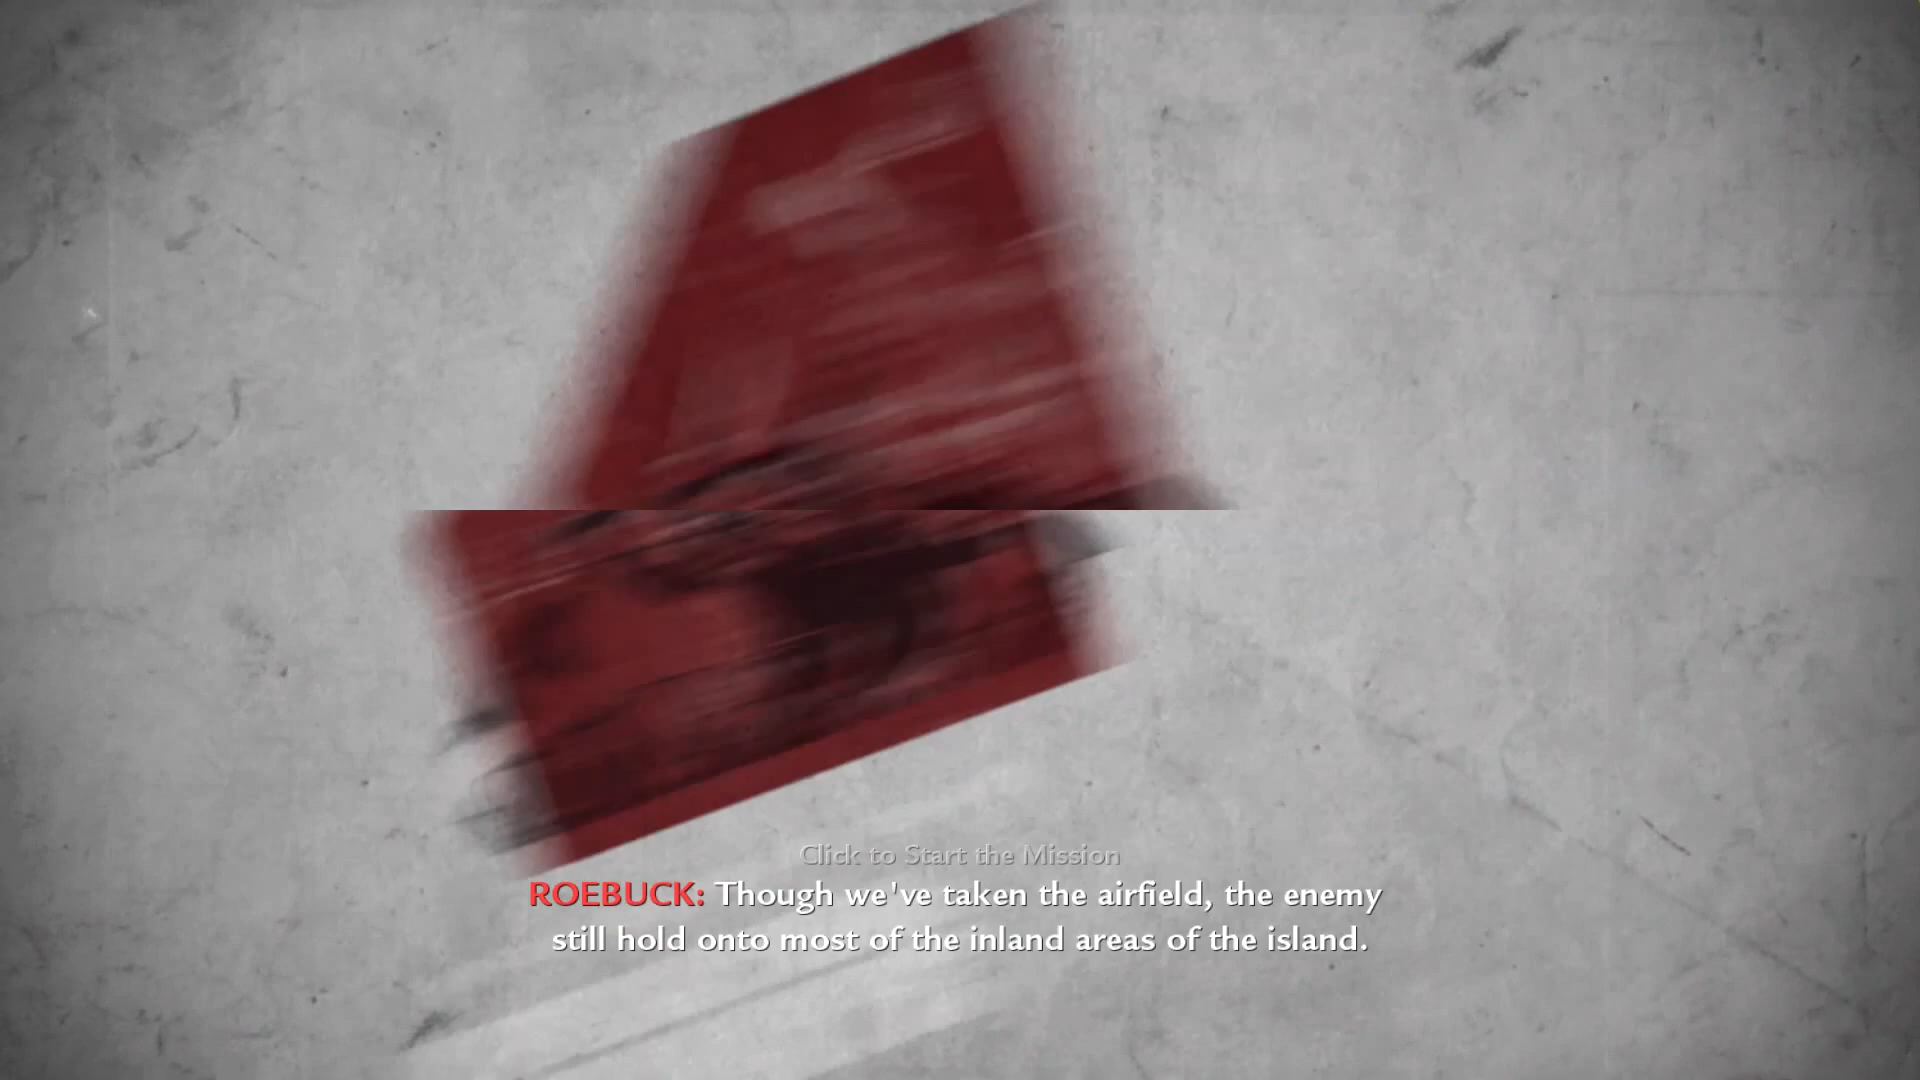 Click to Start the Mission
ROEBUCK: Though we've taken the airfield, the enemy
still hold onto most of the inland areas of the island.